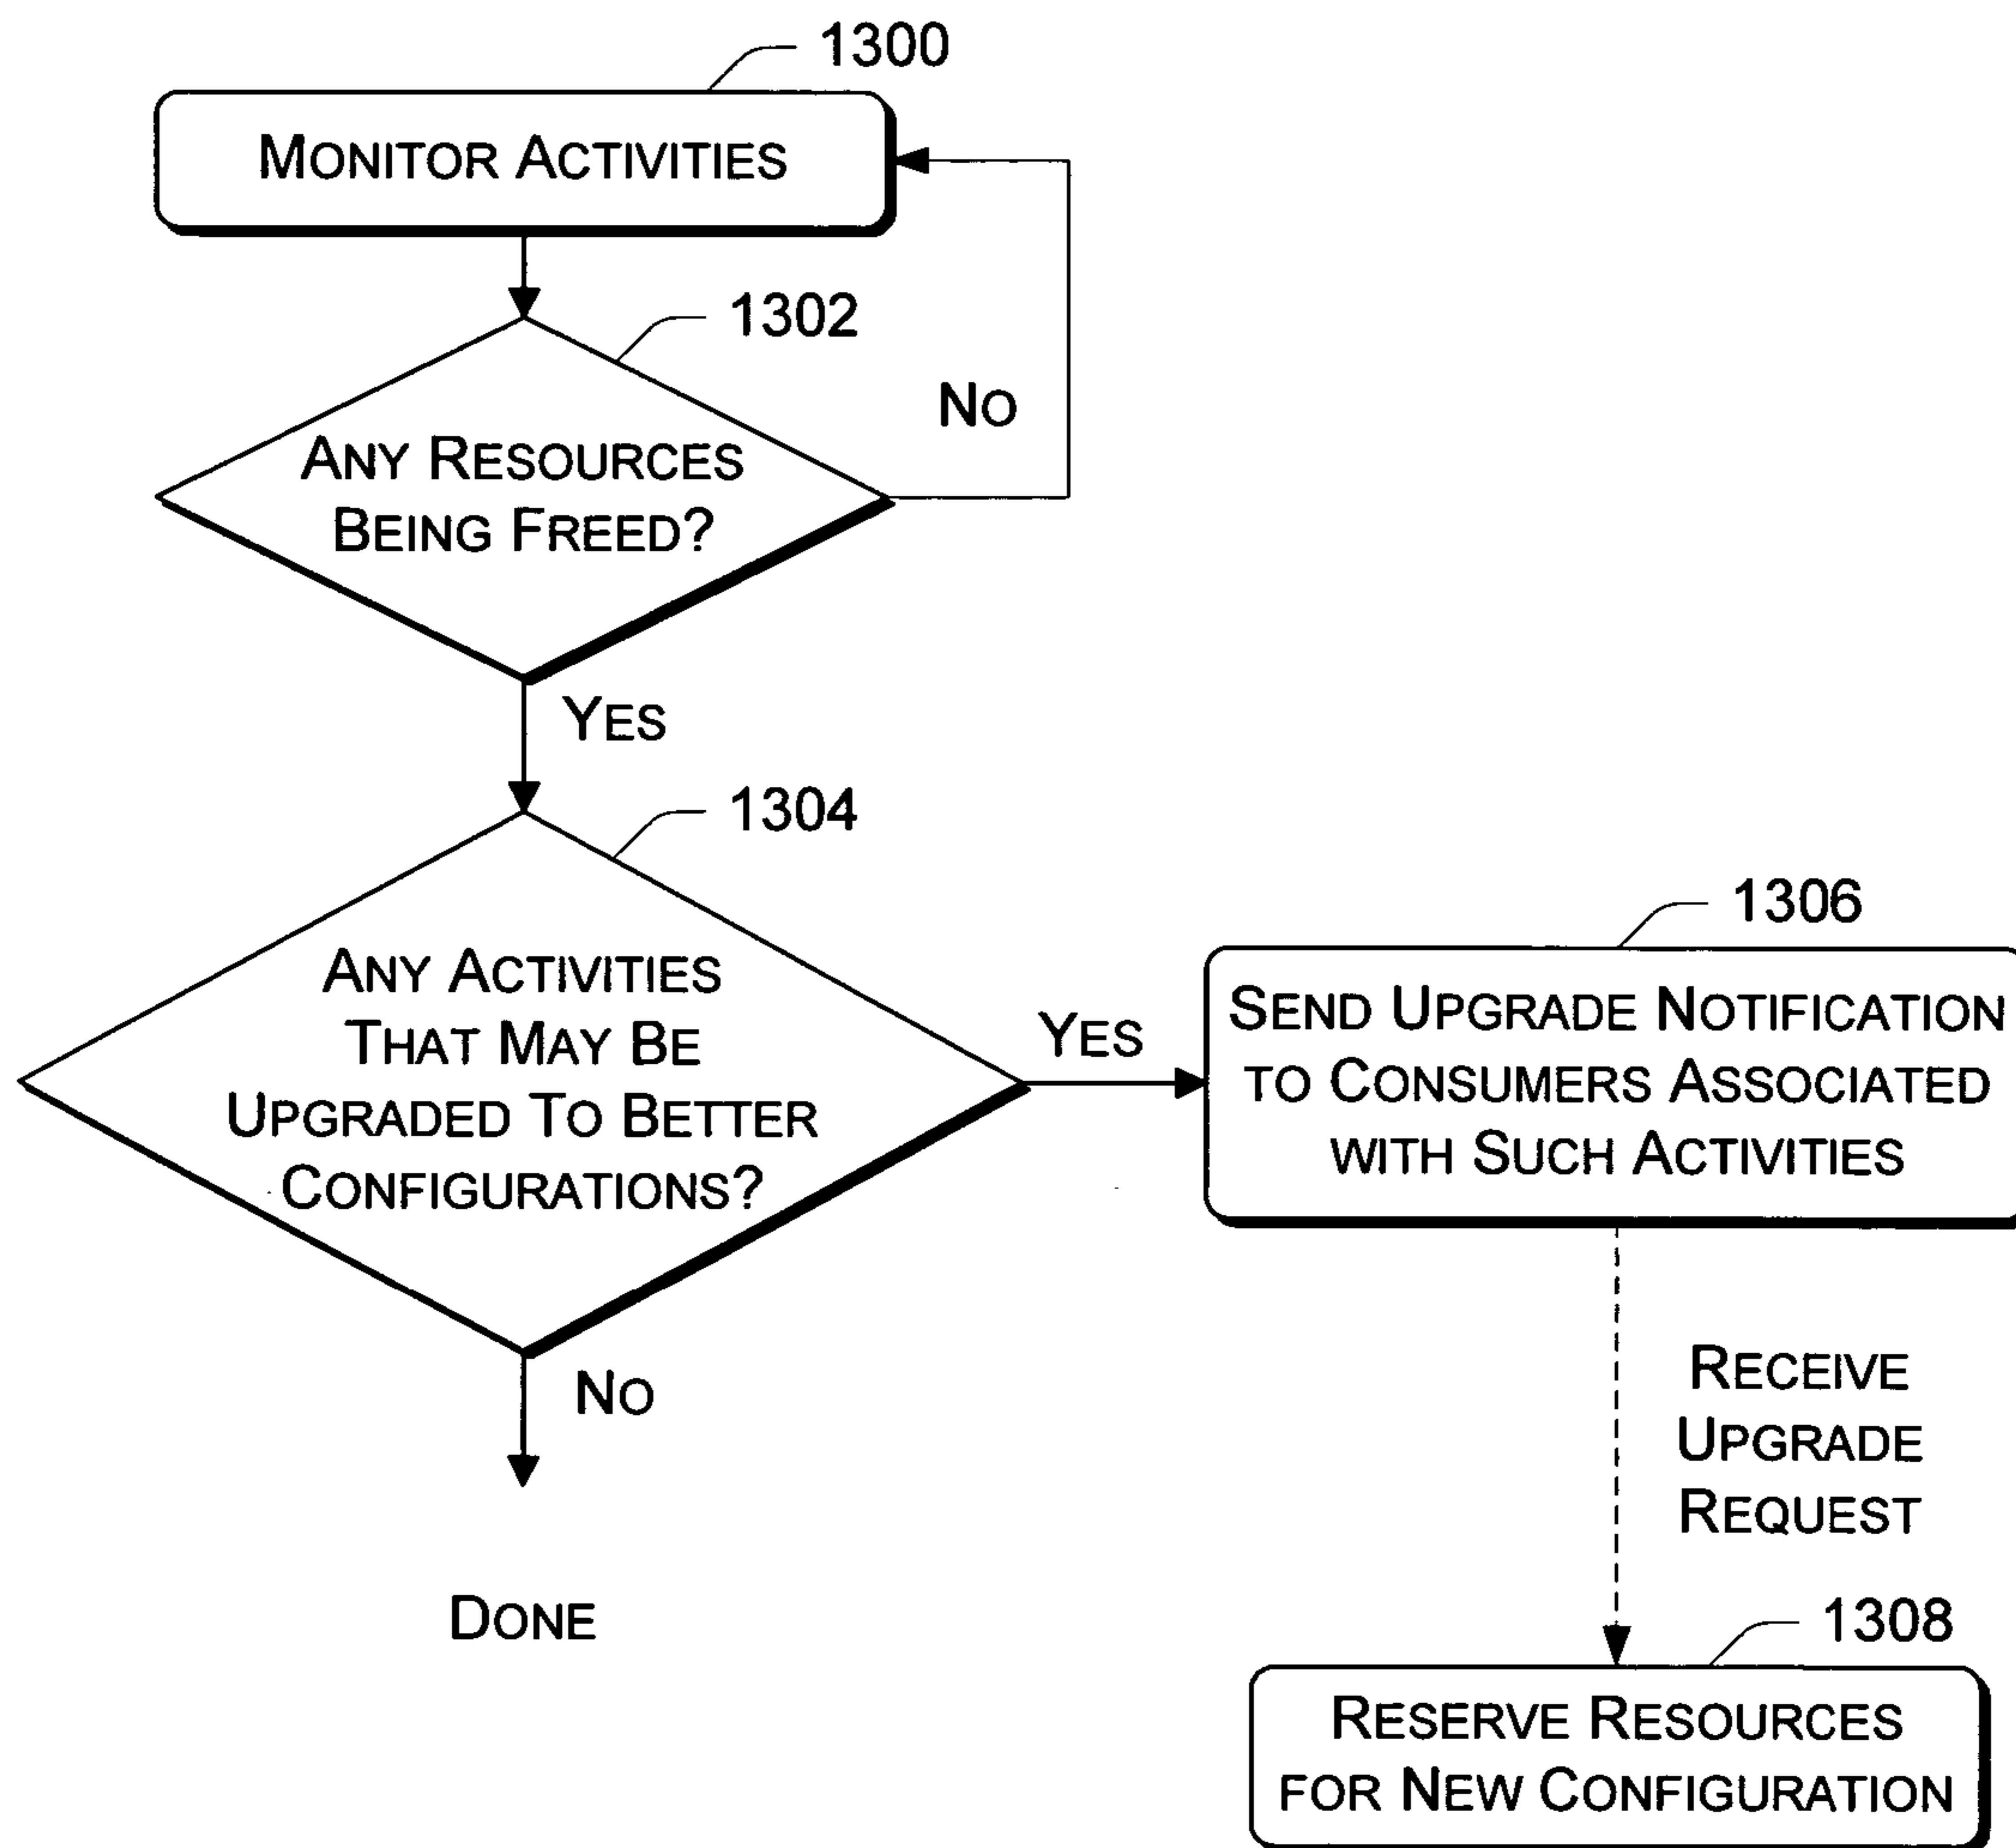 1300
MONITOR ACTIVITIES
1302
NO
ANY RESOURCES
BEING FREED?
YES
1304
ANY ACTIVITIES
THAT MAY BE
UPGRADED TO BETTER
CONFIGURATIONS?
YES
1306
SEND UPGRADE NOTIFICATION
TO CONSUMERS ASSOCIATED
WITH SUCH ACTIVITIES
NO
DONE
RECEIVE
UPGRADE
REQUEST
1308
RESERVE RESOURCES
FOR NEW CONFIGURATION